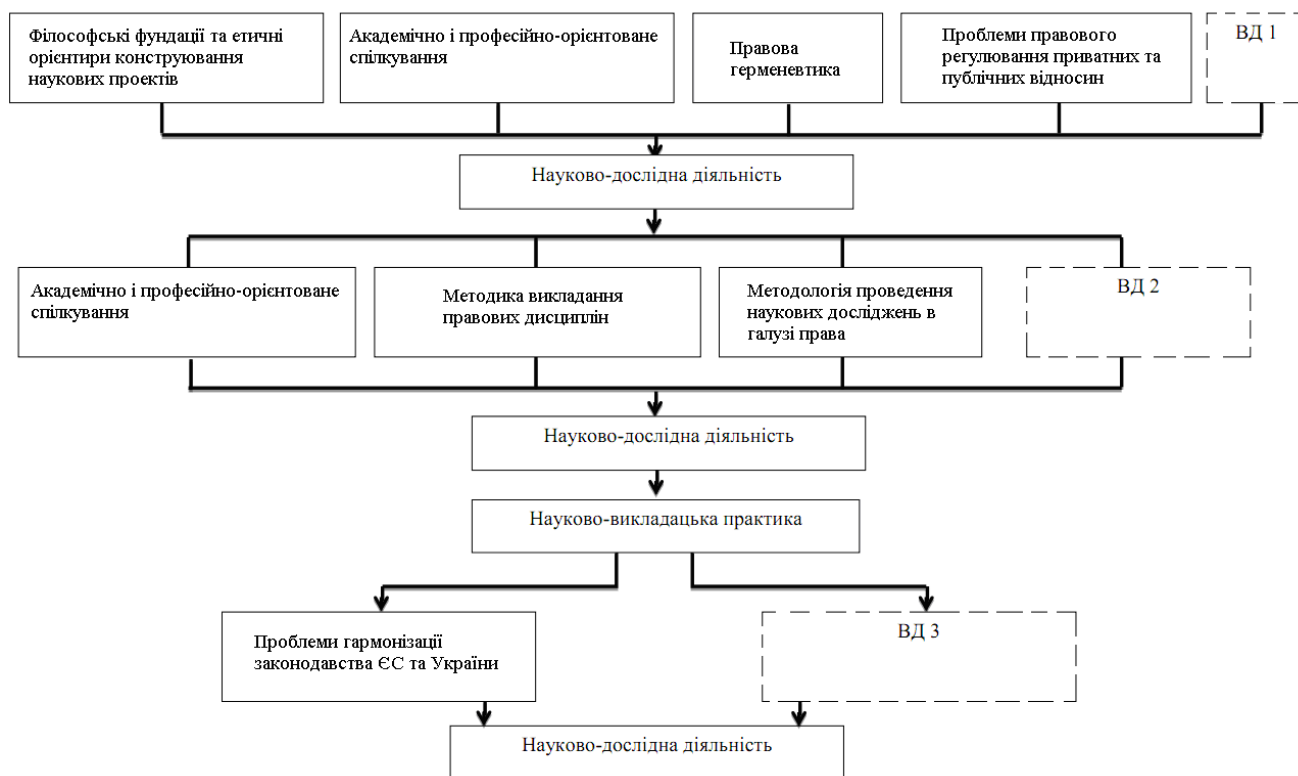 Філософські фундації та етичні
орієнтири конструювання
наукових проектів
Академічно і професійно-орієнтоване
спілкування
Правова
герменевтика
Проблеми правового
регулювання приватних та
публічних відносин
ВД 1
Науково-дослідна діяльність
Академічно і професійно-орієнтоване
спілкування
Методика викладання
правових дисциплін
Методологія проведення
наукових досліджень в
галузі права
ВД 2
Науково-дослідна діяльність
Науково-викладацька практика
Проблеми гармонізації
законодавства ЄС та України
ВД 3
Науково-дослідна діяльність